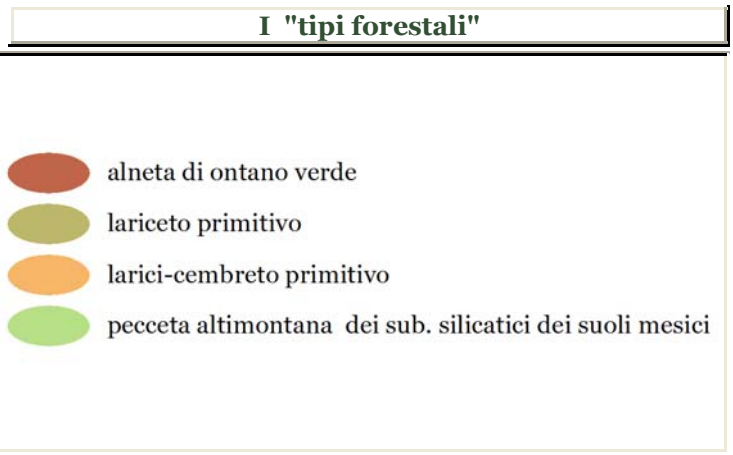 I "tipi forestali"
alneta di ontano verde
lariceto primitivo
larici-cembreto primitivo
pecceta altimontana dei sub. silicatici dei suoli mesici